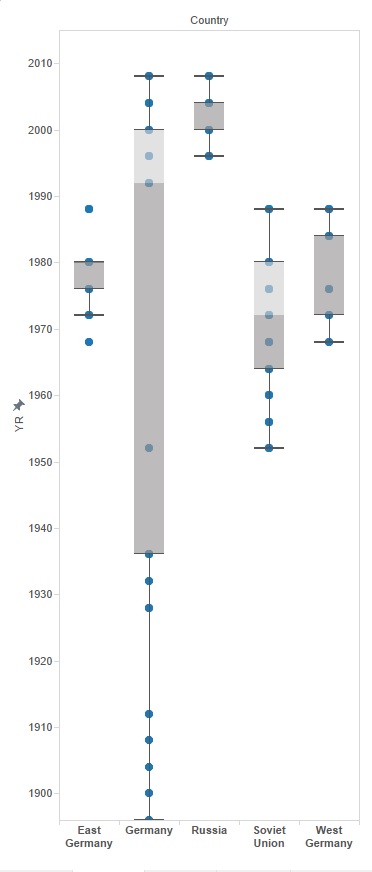 Country
2010
2000
1990
1980
1970
1960
1950
1940
1930
1920
1910
1900
YR
East
Germany
Germany
Russia
Soviet
Union
West
Germany